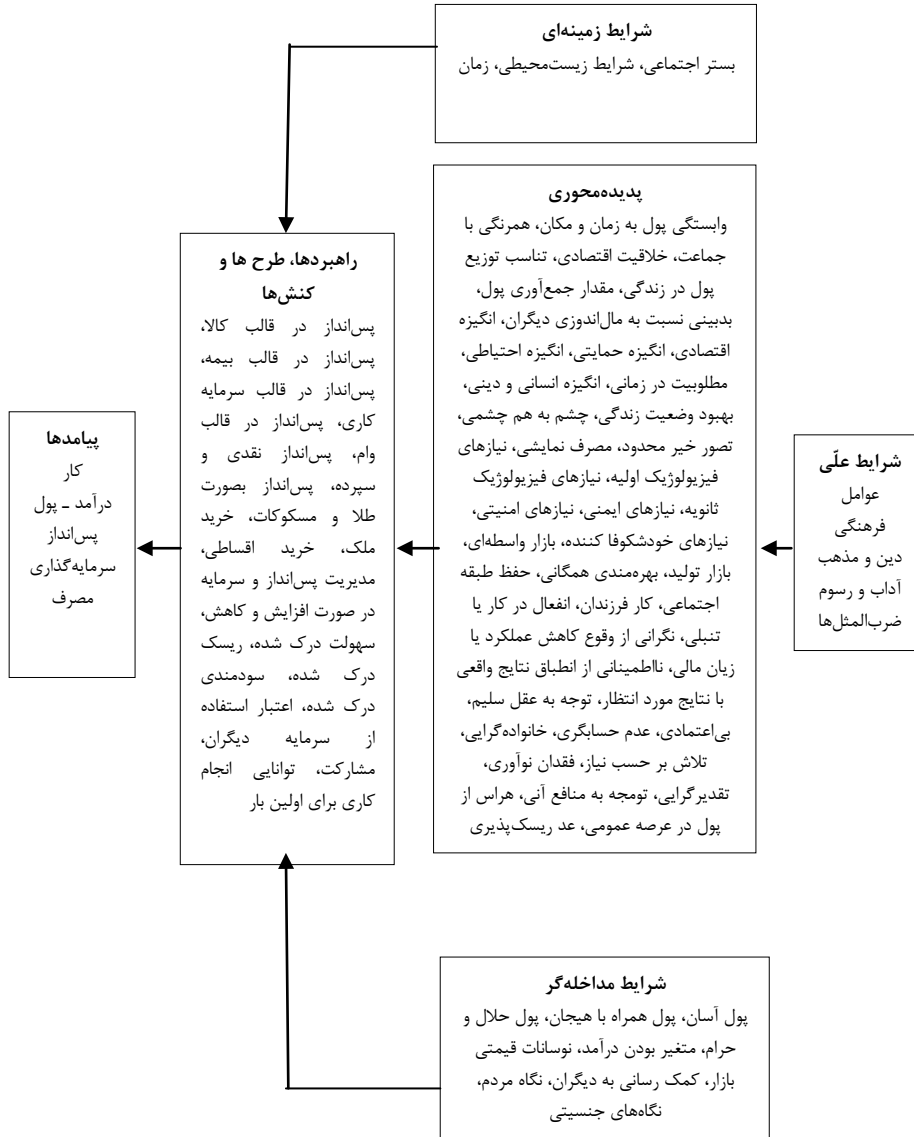 شرایط زمینه‌ای
بستر اجتماعی، شرایط زیست‌محیطی، زمان
پدیده‌محوری
وابستگی پول به زمان و مکان، همرنگی با
جماعت، خلاقیت اقتصادی، تناسب توزیع
پول در زندگی، مقدار جمع‌آوری پول،
بدبینی نسبت به مال‌اندوزی دیگران، انگیزه
اقتصادی، انگیزه حمایتی، انگیزه احتیاطی،
مطلوبیت در زمانی، انگیزه انسانی و دینی،
بهبود وضعیت زندگی، چشم به هم چشمی،
تصور خیر محدود، مصرف نمایشی، نیازهای
فیزیولوژیک اولیه، نیازهای فیزیولوژیک
ثانویه، نیازهای ایمنی، نیازهای امنیتی،
نیازهای خودشکوفا کننده، بازار واسطه‌ای،
بازار تولید، بهره‌مندی همگانی، حفظ طبقه
اجتماعی، کار فرزندان، انفعال در کار یا
تنبلی، نگرانی از وقوع کاهش عملکرد یا
زیان مالی، نااطمینانی از انطباق نتایج واقعی
با نتایج مورد انتظار، توجه به عقل سلیم،
بی‌اعتمادی، عدم حسابگری، خانواده‌گرایی،
تلاش بر حسب نیاز، فقدان نوآوری،
تقدیرگرایی، تومجه به منافع آنی، هراس از
پول در عرصه عمومی، عد ریسک‌پذیری
راهبردها، طرح ها و
کنش‌ها
پس‌انداز در قالب کالا،
پس‌انداز در قالب بیمه،
پس‌انداز در قالب سرمایه
کاری، پس‌انداز در قالب
وام، پس‌انداز نقدی و
سپرده، پس‌انداز بصورت
طلا و مسکوکات، خرید
ملک، خرید اقساطی،
مدیریت پس‌انداز و سرمایه
در صورت افزایش و کاهش،
سهولت درک شده، ریسک
درک شده، سودمندی
درک شده، اعتبار استفاده
از سرمایه دیگران،
مشارکت، توانایی انجام
کاری برای اولین بار
شرایط علّی
عوامل
فرهنگی
دین و مذهب
آداب و رسوم
ضرب‌المثل‌ها
پیامدها
کار
درآمد ـ پول
پس‌انداز
سرمایه‌گذاری
مصرف
شرایط مداخله‌گر
پول آسان، پول همراه با هیجان، پول حلال و
حرام، متغیر بودن درآمد، نوسانات قیمتی
بازار، کمک رسانی به دیگران، نگاه مردم،
نگاه‌های جنسیتی